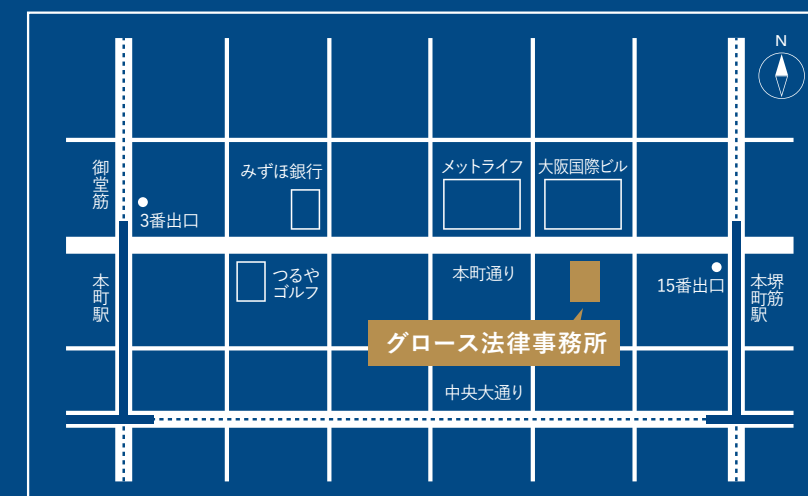 N
御堂筋
みずほ銀行
メットライフ
大阪国際ビル
3番出口
本町駅
つるや
ゴルフ
本町通り
15番出口
堺筋
本町駅
グロース法律事務所
中央大通り